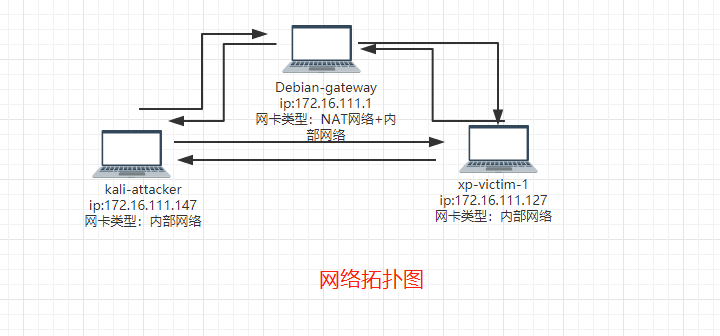 Debian-gateway
ip:172.16.111.1
网卡类型：NAT网络+内
部网络
kali-attacker
ip:172.16.111.147
网卡类型：内部网络
xp-victim-1
ip:172.16.111.127
网卡类型：内部网络
网络拓扑图